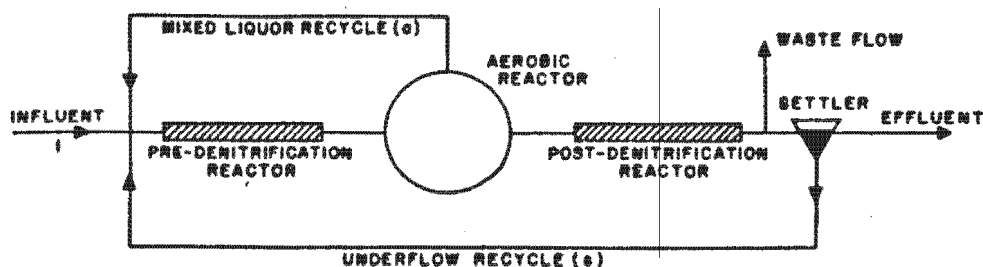 MIXED LIQUOR RECYCLE (a)
AEROBIC
REACTOR
WASTE FLOW
SETTLER
INFLUENT
EFFLUENT
PRE-DENITRIFICATION
REACTOR
POST-DENITRIFICATION
REACTOR
UNDERFLOW RECYCLE (s)